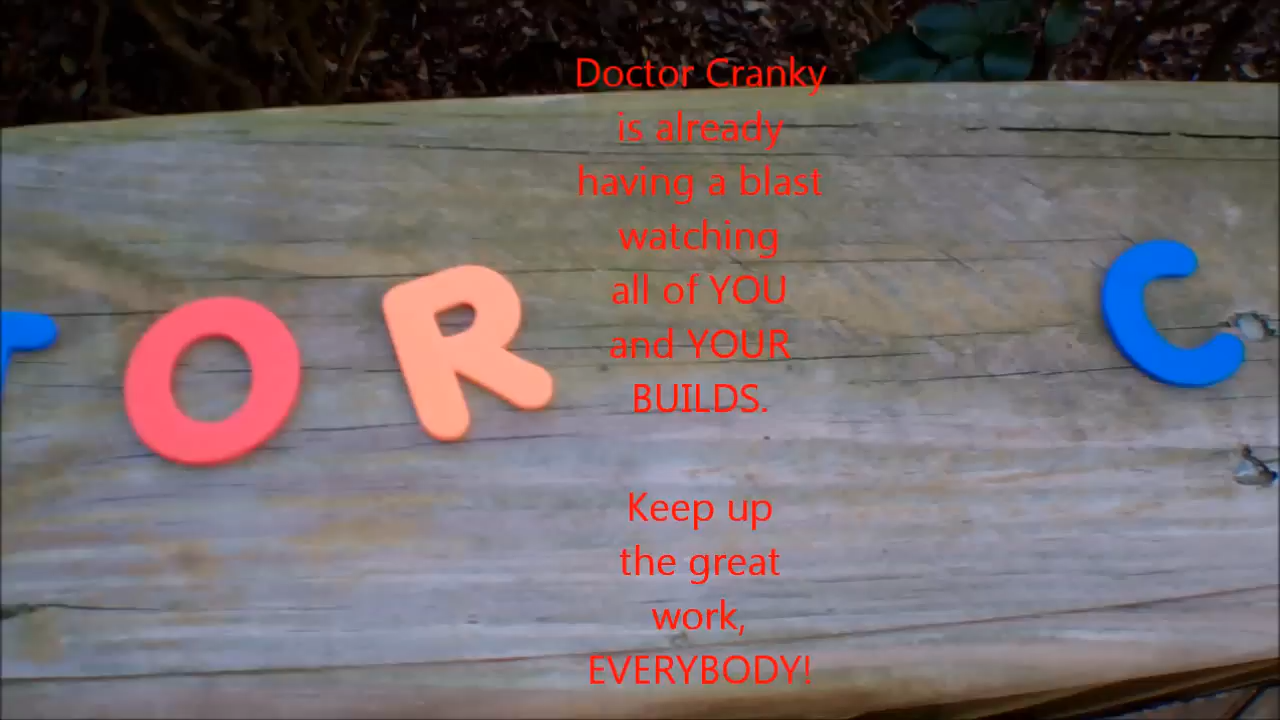 Doctor Cranky
is already
having a blast
watching
all of YOU
and YOUR
BUILDS.
Keep up
the great
work,
EVERYBODY!
T O R C